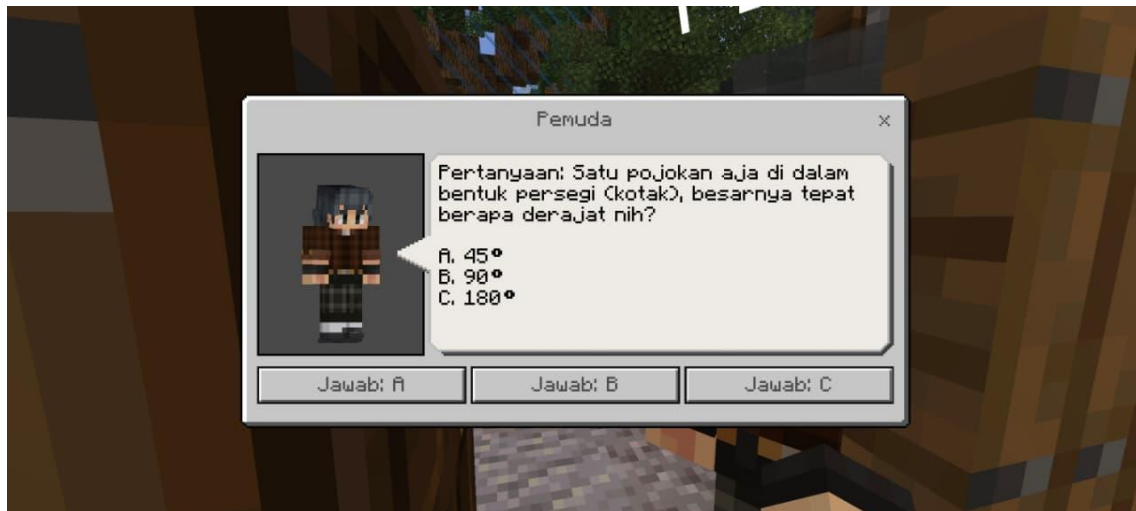 Pemuda
x
Pertanyaan: Satu pojokan aja di dalam
bentuk persegi (kotak), besarnya tepat
berapa derajat nih?
A. 45°
B. 90°
C. 180°
Jawab: A
Jawab: B
Jawab: C